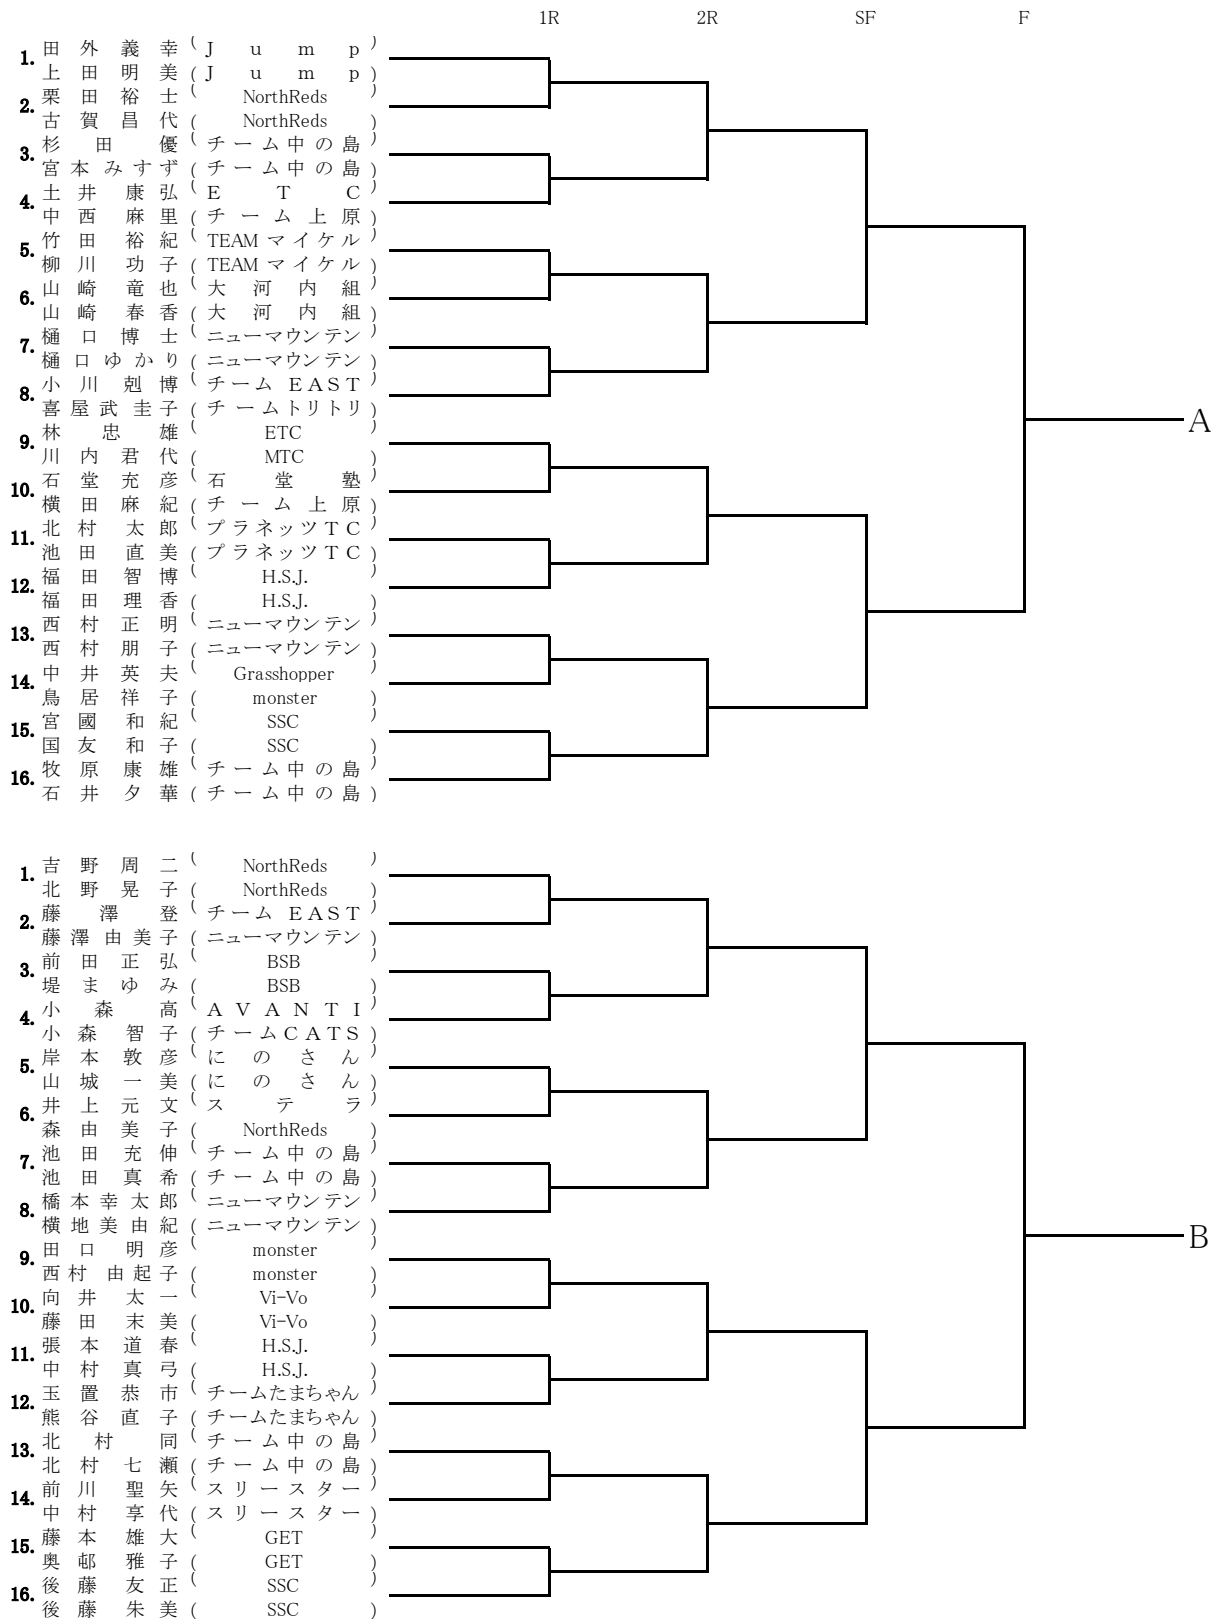 1R 2R SF F
1. 田外義幸 (Jump)
上田明美 (Jump)
2. 栗田裕士 (NorthReds)
古賀昌代 (NorthReds)
3. 杉田優 (チーム中の島)
宮本みすず (チーム中の島)
4. 土井康弘 (ETC)
中西麻里 (チーム上原)
5. 竹田裕紀 (TEAMマイケル)
柳川功子 (TEAMマイケル)
6. 山崎竜也 (大河内組)
山崎春香 (大河内組)
7. 樋口博士 (ニューマウンテン)
樋口ゆかり (ニューマウンテン)
8. 小川剋博 (チーム EAST)
喜屋武圭子 (チームトリトリ)
9. 林忠雄 (ETC)
川内君代 (MTC)
10. 石堂充彦 (石堂塾)
横田麻紀 (チーム上原)
11. 北村太郎 (プラネッツTC)
池田直美 (プラネッツTC)
12. 福田智博 (H.S.J.)
福田理香 (H.S.J.)
13. 西村正明 (ニューマウンテン)
西村朋子 (ニューマウンテン)
14. 中井英夫 (Grasshopper)
鳥居祥子 (monster)
15. 宮國和紀 (SSC)
国友和子 (SSC)
16. 牧原康雄 (チーム中の島)
石井夕華 (チーム中の島)
A
1. 吉野周二 (NorthReds)
北野晃子 (NorthReds)
2. 藤澤登 (チーム EAST)
藤澤由美子 (ニューマウンテン)
3. 前田正弘 (BSB)
堤まゆみ (BSB)
4. 小森高 (AVANTI)
小森智子 (チームCATS)
5. 岸本敦彦 (にのさん)
山城一美 (にのさん)
6. 井上元文 (ステラ)
森由美子 (NorthReds)
7. 池田充伸 (チーム中の島)
池田真希 (チーム中の島)
8. 橋本幸太郎 (ニューマウンテン)
横地美由紀 (ニューマウンテン)
9. 田口明彦 (monster)
西村由起子 (monster)
10. 向井太一 (Vi-Vo)
藤田末美 (Vi-Vo)
11. 張本道春 (H.S.J.)
中村真弓 (H.S.J.)
12. 玉置恭市 (チームたまちゃん)
熊谷直子 (チームたまちゃん)
13. 北村同 (チーム中の島)
北村七瀬 (チーム中の島)
14. 前川聖矢 (スリースター)
中村享代 (スリースター)
15. 藤本雄大 (GET)
奥邨雅子 (GET)
16. 後藤友正 (SSC)
後藤朱美 (SSC)
B